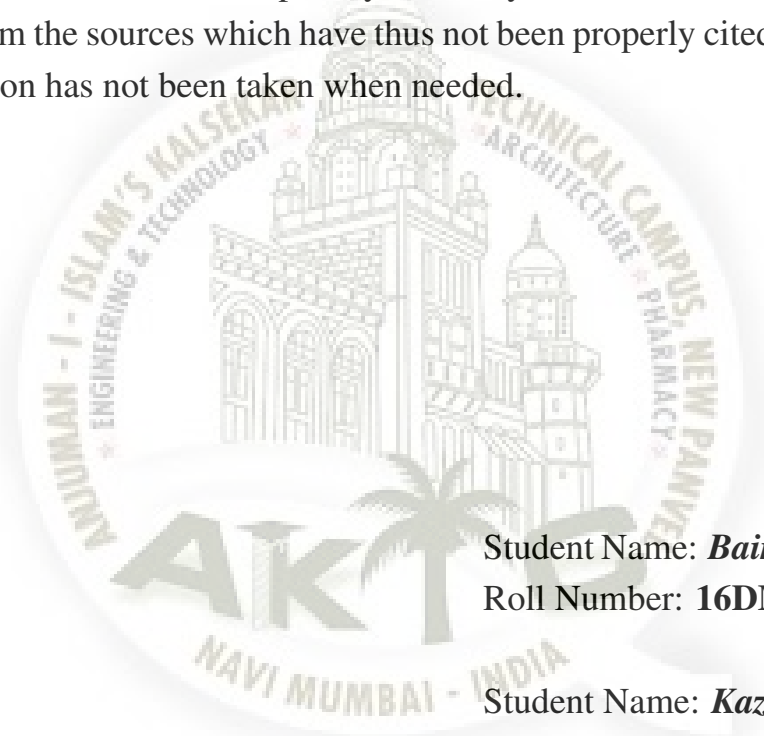 m the sources which have thus not been properly cited
on has not been taken when needed.
ANJUMAN - I - ISLAM'S KALSEKAR TECHNICAL CAMPUS, NEW PANVEL
ENGINEERING & TECHNOLOGY ARCHITECTURE PHARMACY
AKTC
NAVI MUMBAI - INDIA
Student Name:
Roll Number:
Student Name: